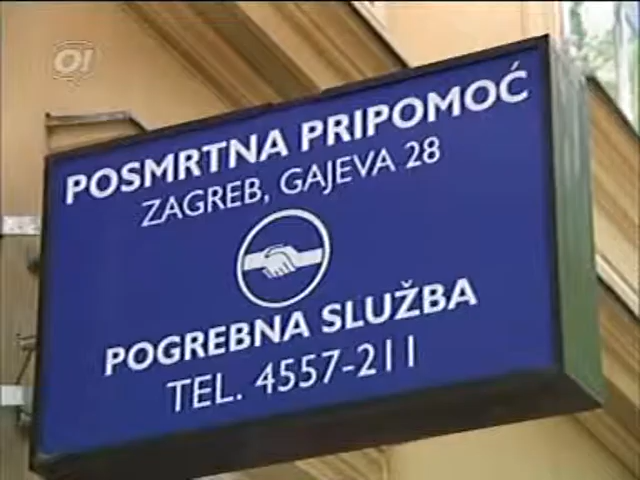 O!
POSMRTNA PRIPOMOĆ
ZAGREB, GAJEVA 28
POGREBNA SLUŽBA
TEL. 4557-211